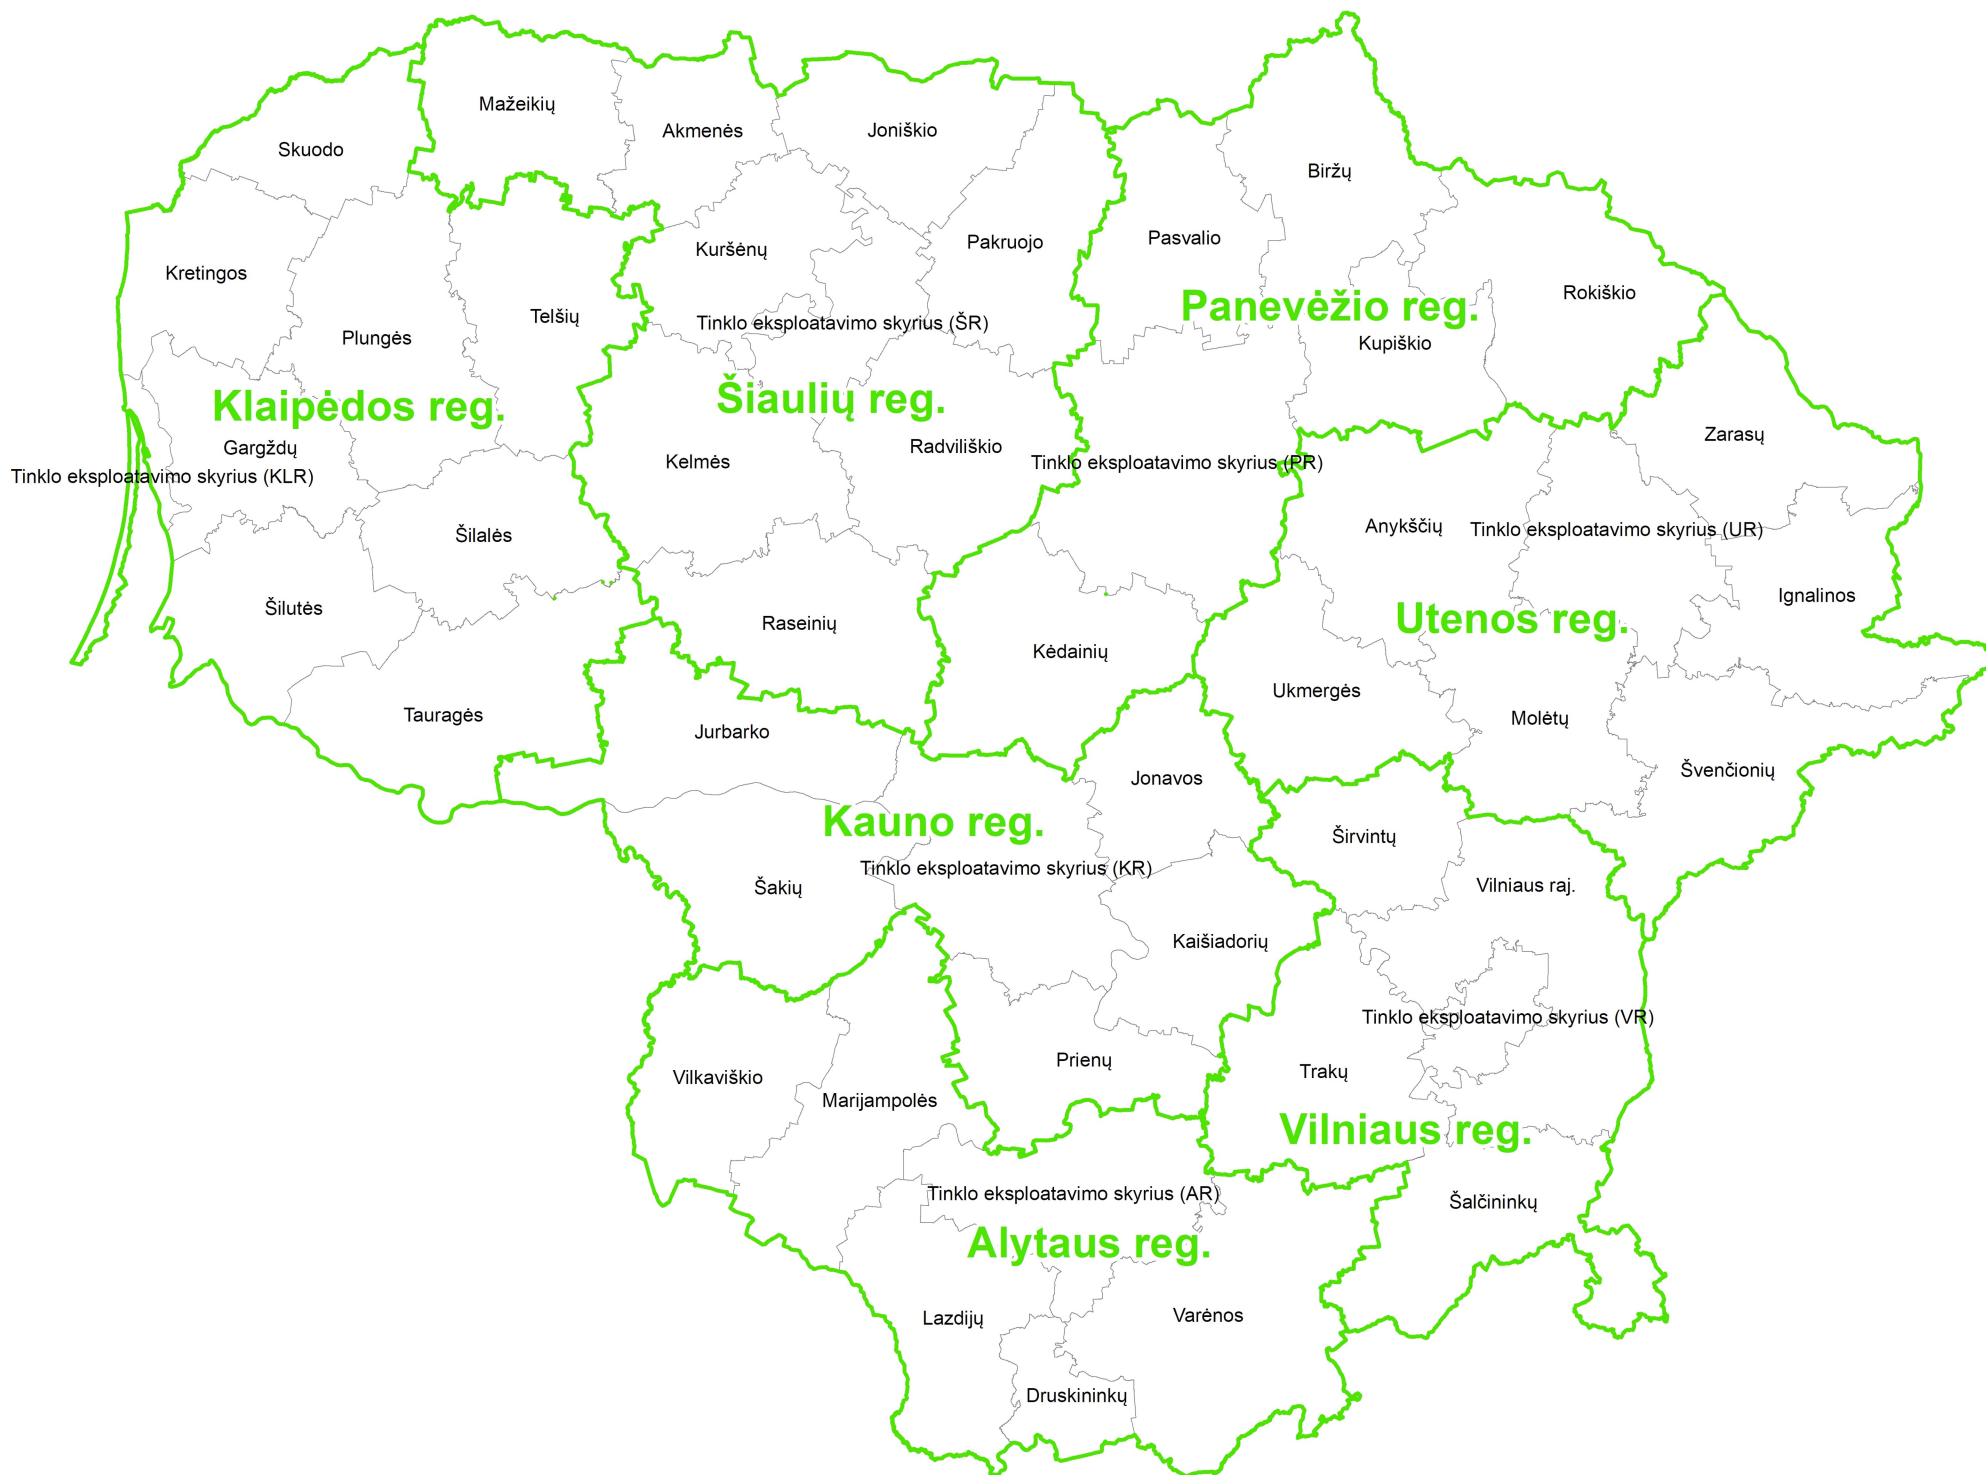 Mažeikių
Akmenės
Joniškio
Skuodo
Biržų
Pasvalio
Pakruojo
Kuršėnų
Kretingos
Rokiškio
Panevėžio reg.
Telšių
Tinklo eksploatavimo skyrius (ŠR)
Plungės
Kupiškio
Šiaulių reg.
Klaipėdos reg.
Zarasų
Gargždų
Radviliškio
Kelmės
Tinklo eksploatavimo skyrius (PR)
Tinklo eksploatavimo skyrius (KLR)
Anykščių
Tinklo eksploatavimo skyrius (UR)
Šilalės
Ignalinos
Šilutės
Utenos reg.
Raseinių
Kėdainių
Ukmergės
Tauragės
Molėtų
Jurbarko
Švenčionių
Jonavos
Kauno reg.
Širvintų
Tinklo eksploatavimo skyrius (KR)
Šakių
Vilniaus raj.
Kaišiadorių
Tinklo eksploatavimo skyrius (VR)
Prienų
Trakų
Vilkaviškio
Marijampolės
Vilniaus reg.
Tinklo eksploatavimo skyrius (AR)
Šalčininkų
Alytaus reg.
Varėnos
Lazdijų
Druskininkų